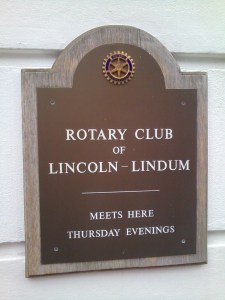 ROTARY CLUB
OF
LINCOLN-LINDUM
MEETS HERE
THURSDAY EVENINGS